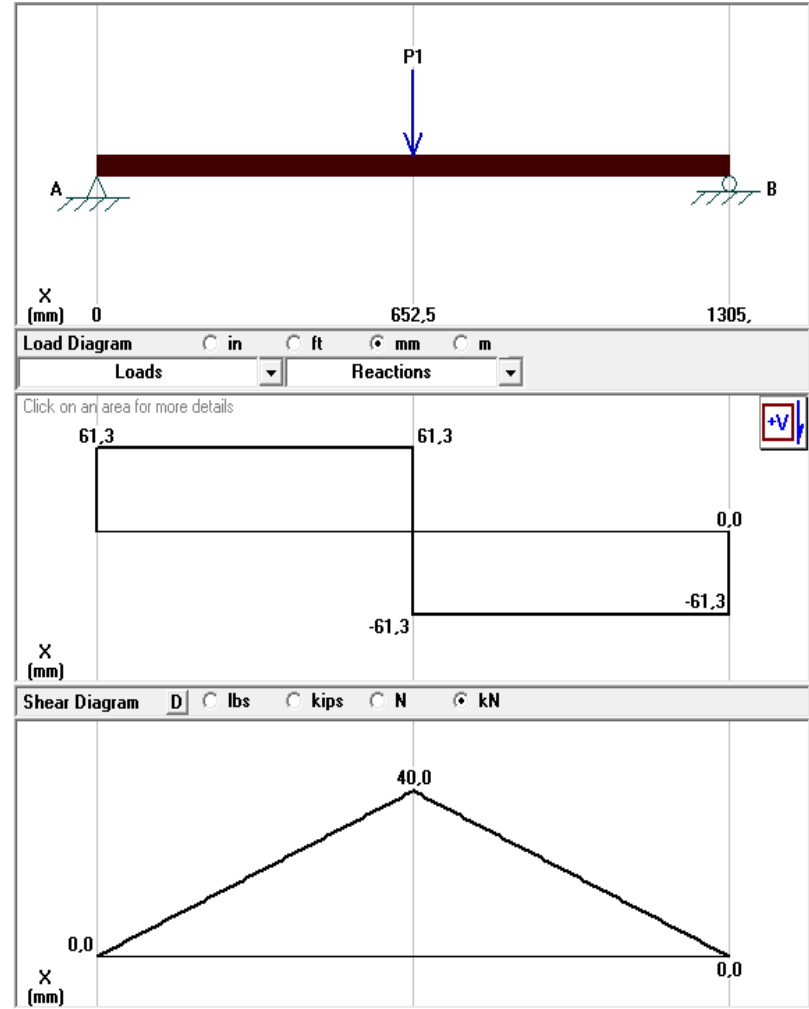 P1
A
B
X
(mm) 0 652,5 1305,
Load Diagram in ft mm m
Loads Reactions
Click on an area for more details
+V
61,3 61,3
0,0
-61,3
-61,3
X
(mm)
Shear Diagram D lbs kips N kN
40,0
0,0
0,0
X
(mm)